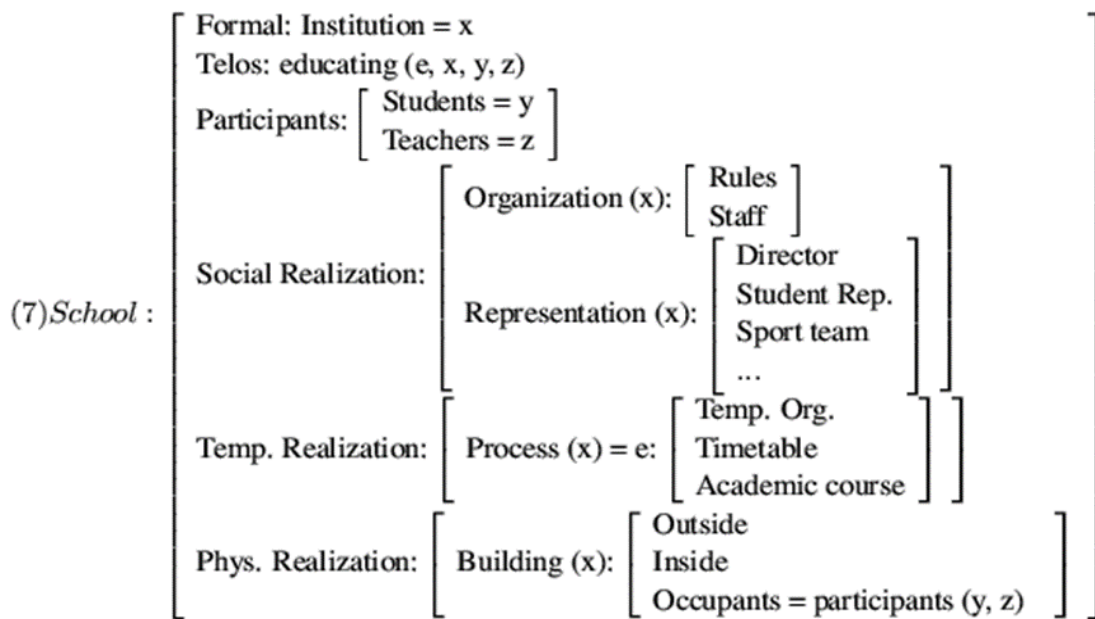 Formal: Institution = x
Telos: educating (e, x, y, z)
Participants: Students = y
Teachers = z
Organization (x): Rules
Staff
Social Realization:
Director
Student Rep.
Representation (x):
Sport team
...
(7)School :
Temp. Org.
Temp. Realization: Process (x) = e: Timetable
Academic course
Outside
Phys. Realization: Building (x): Inside
Occupants = participants (y, z)